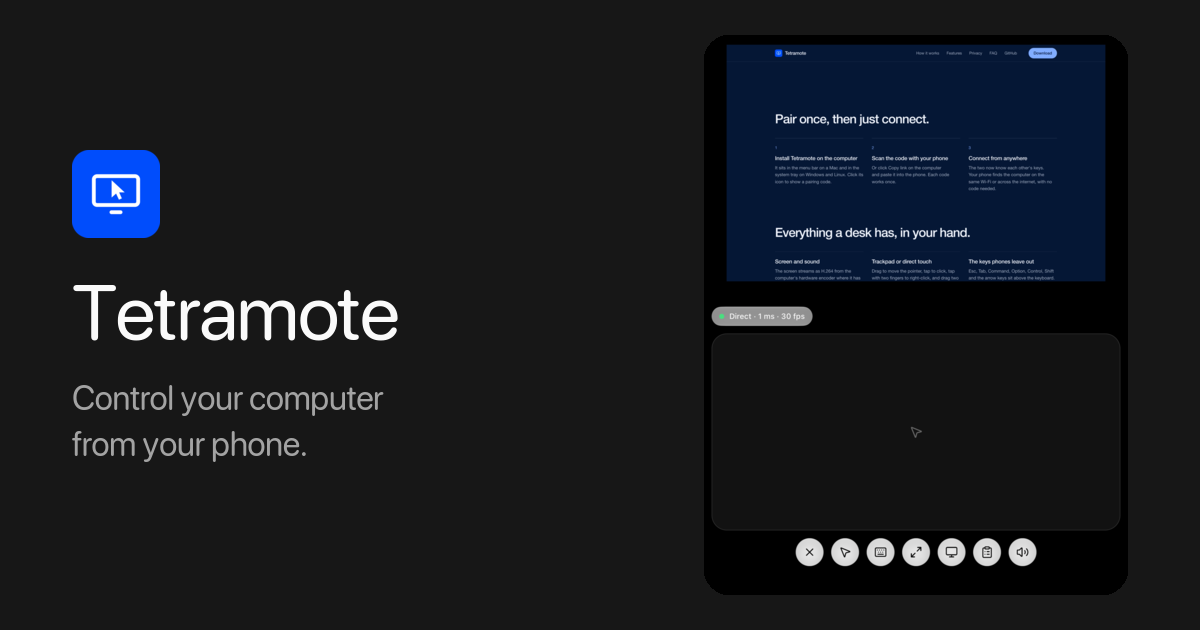 Tetramote
Control your computer
from your phone.
Tetramote
How it works Features Privacy FAQ GitHub Download
Pair once, then just connect.
1
Install Tetramote on the computer
It sits in the menu bar on a Mac and in the
system tray on Windows and Linux. Click its
icon to show a pairing code.
2
Scan the code with your phone
Or click Copy link on the computer
and paste it into the phone. Each code
works once.
3
Connect from anywhere
The two now know each other's keys.
Your phone finds the computer on the
same Wi-Fi or across the internet, with no
code needed.
Everything a desk has, in your hand.
Screen and sound
The screen streams as H.264 from the
computer's hardware encoder where it has
Trackpad or direct touch
Drag to move the pointer, tap to click, tap
with two fingers to right-click, and drag two
The keys phones leave out
Esc, Tab, Command, Option, Control, Shift
and the arrow keys sit above the keyboard.
Direct · 1 ms · 30 fps